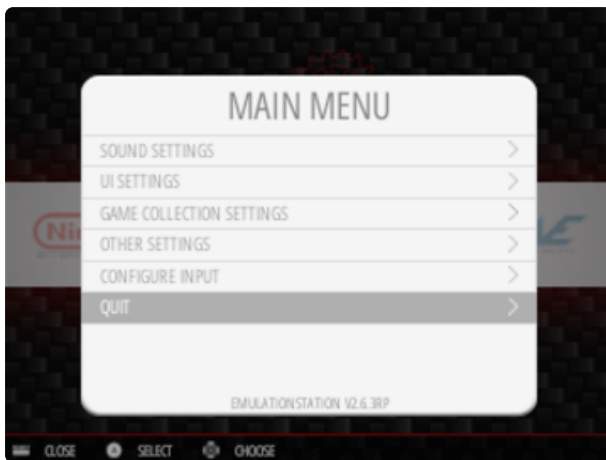 MAIN MENU
SOUND SETTINGS
UI SETTINGS
GAME COLLECTION SETTINGS
OTHER SETTINGS
CONFIGURE INPUT
QUIT
EMULATIONSTATION V2.6.3RP
CLOSE SELECT CHOOSE